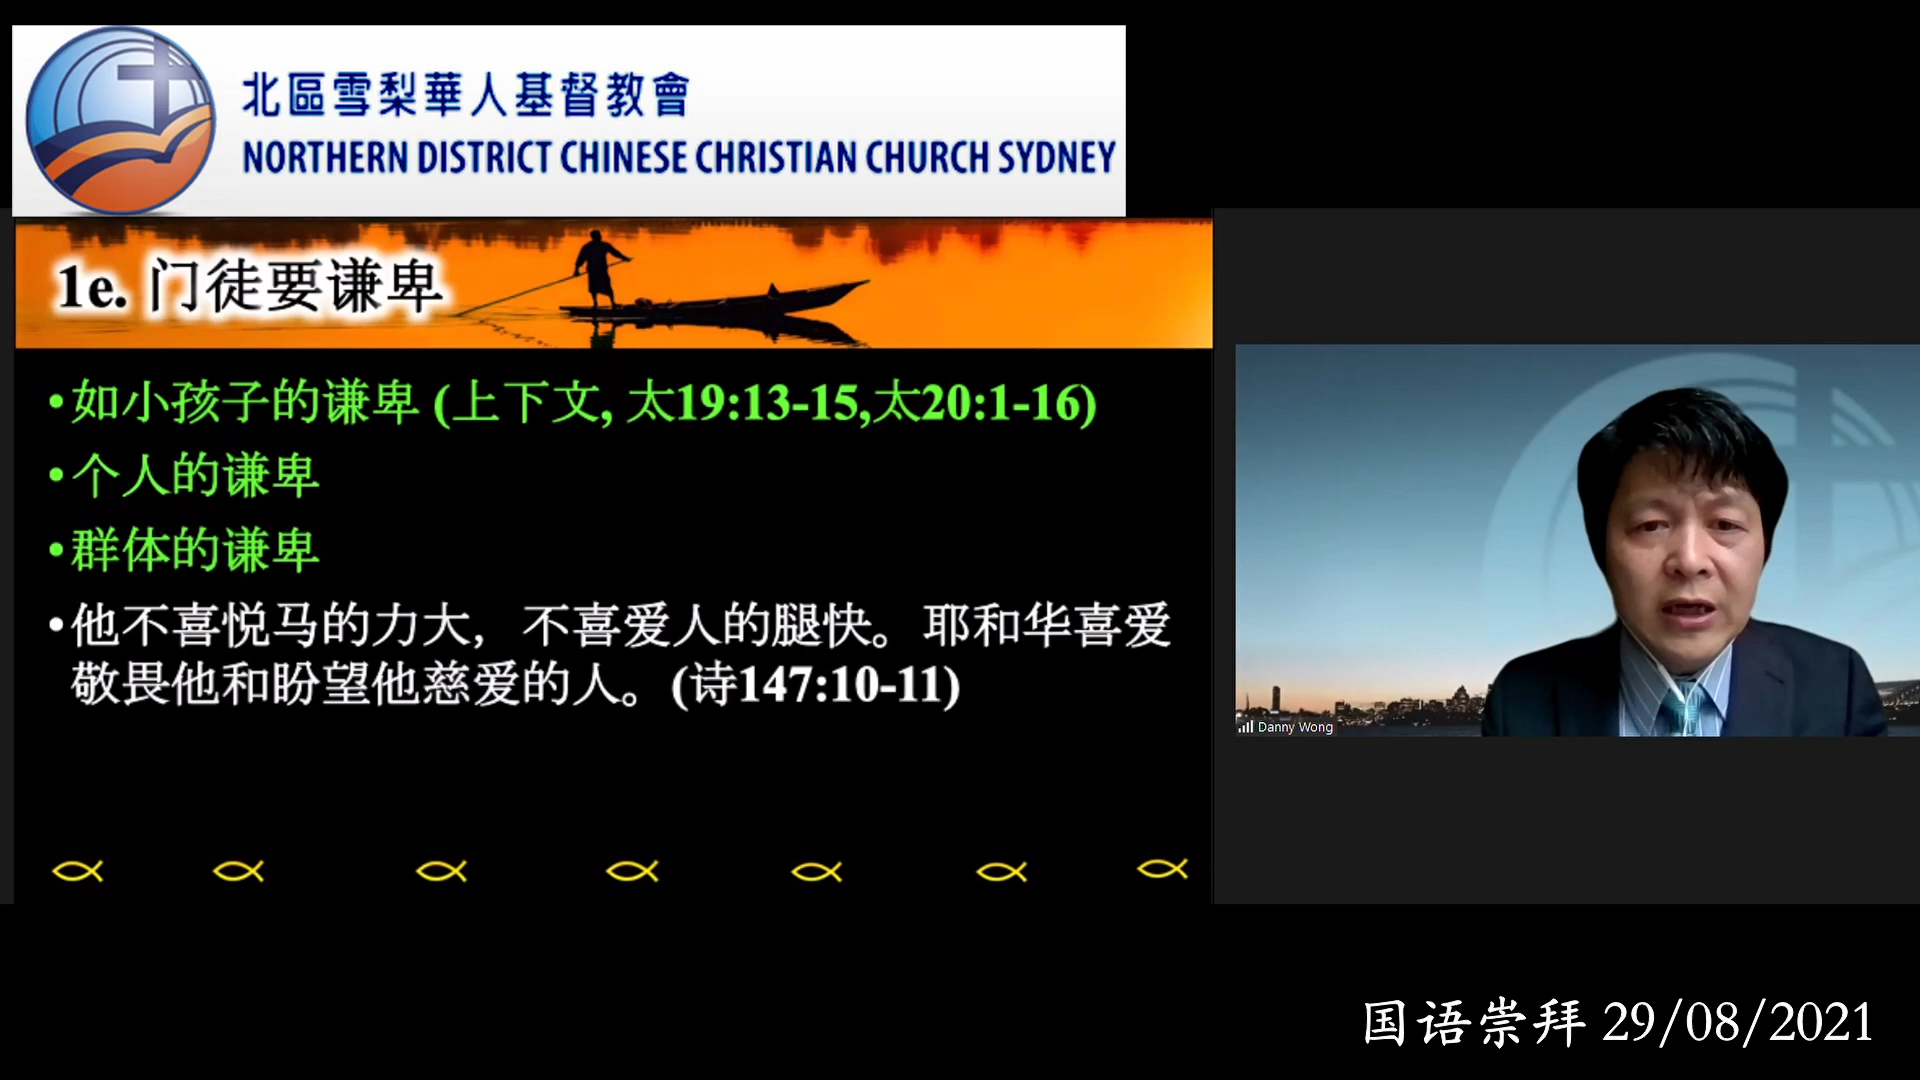 北區雪梨華人基督教會
NORTHERN DISTRICT CHINESE CHRISTIAN CHURCH SYDNEY
1e. 门徒要谦卑
•如小孩子的谦卑 (上下文, 太19:13-15,太20:1-16)
•个人的谦卑
•群体的谦卑
•他不喜悦马的力大，不喜爱人的腿快。耶和华喜爱
敬畏他和盼望他慈爱的人。(诗147:10-11)
Danny Wong
国语崇拜 29/08/2021